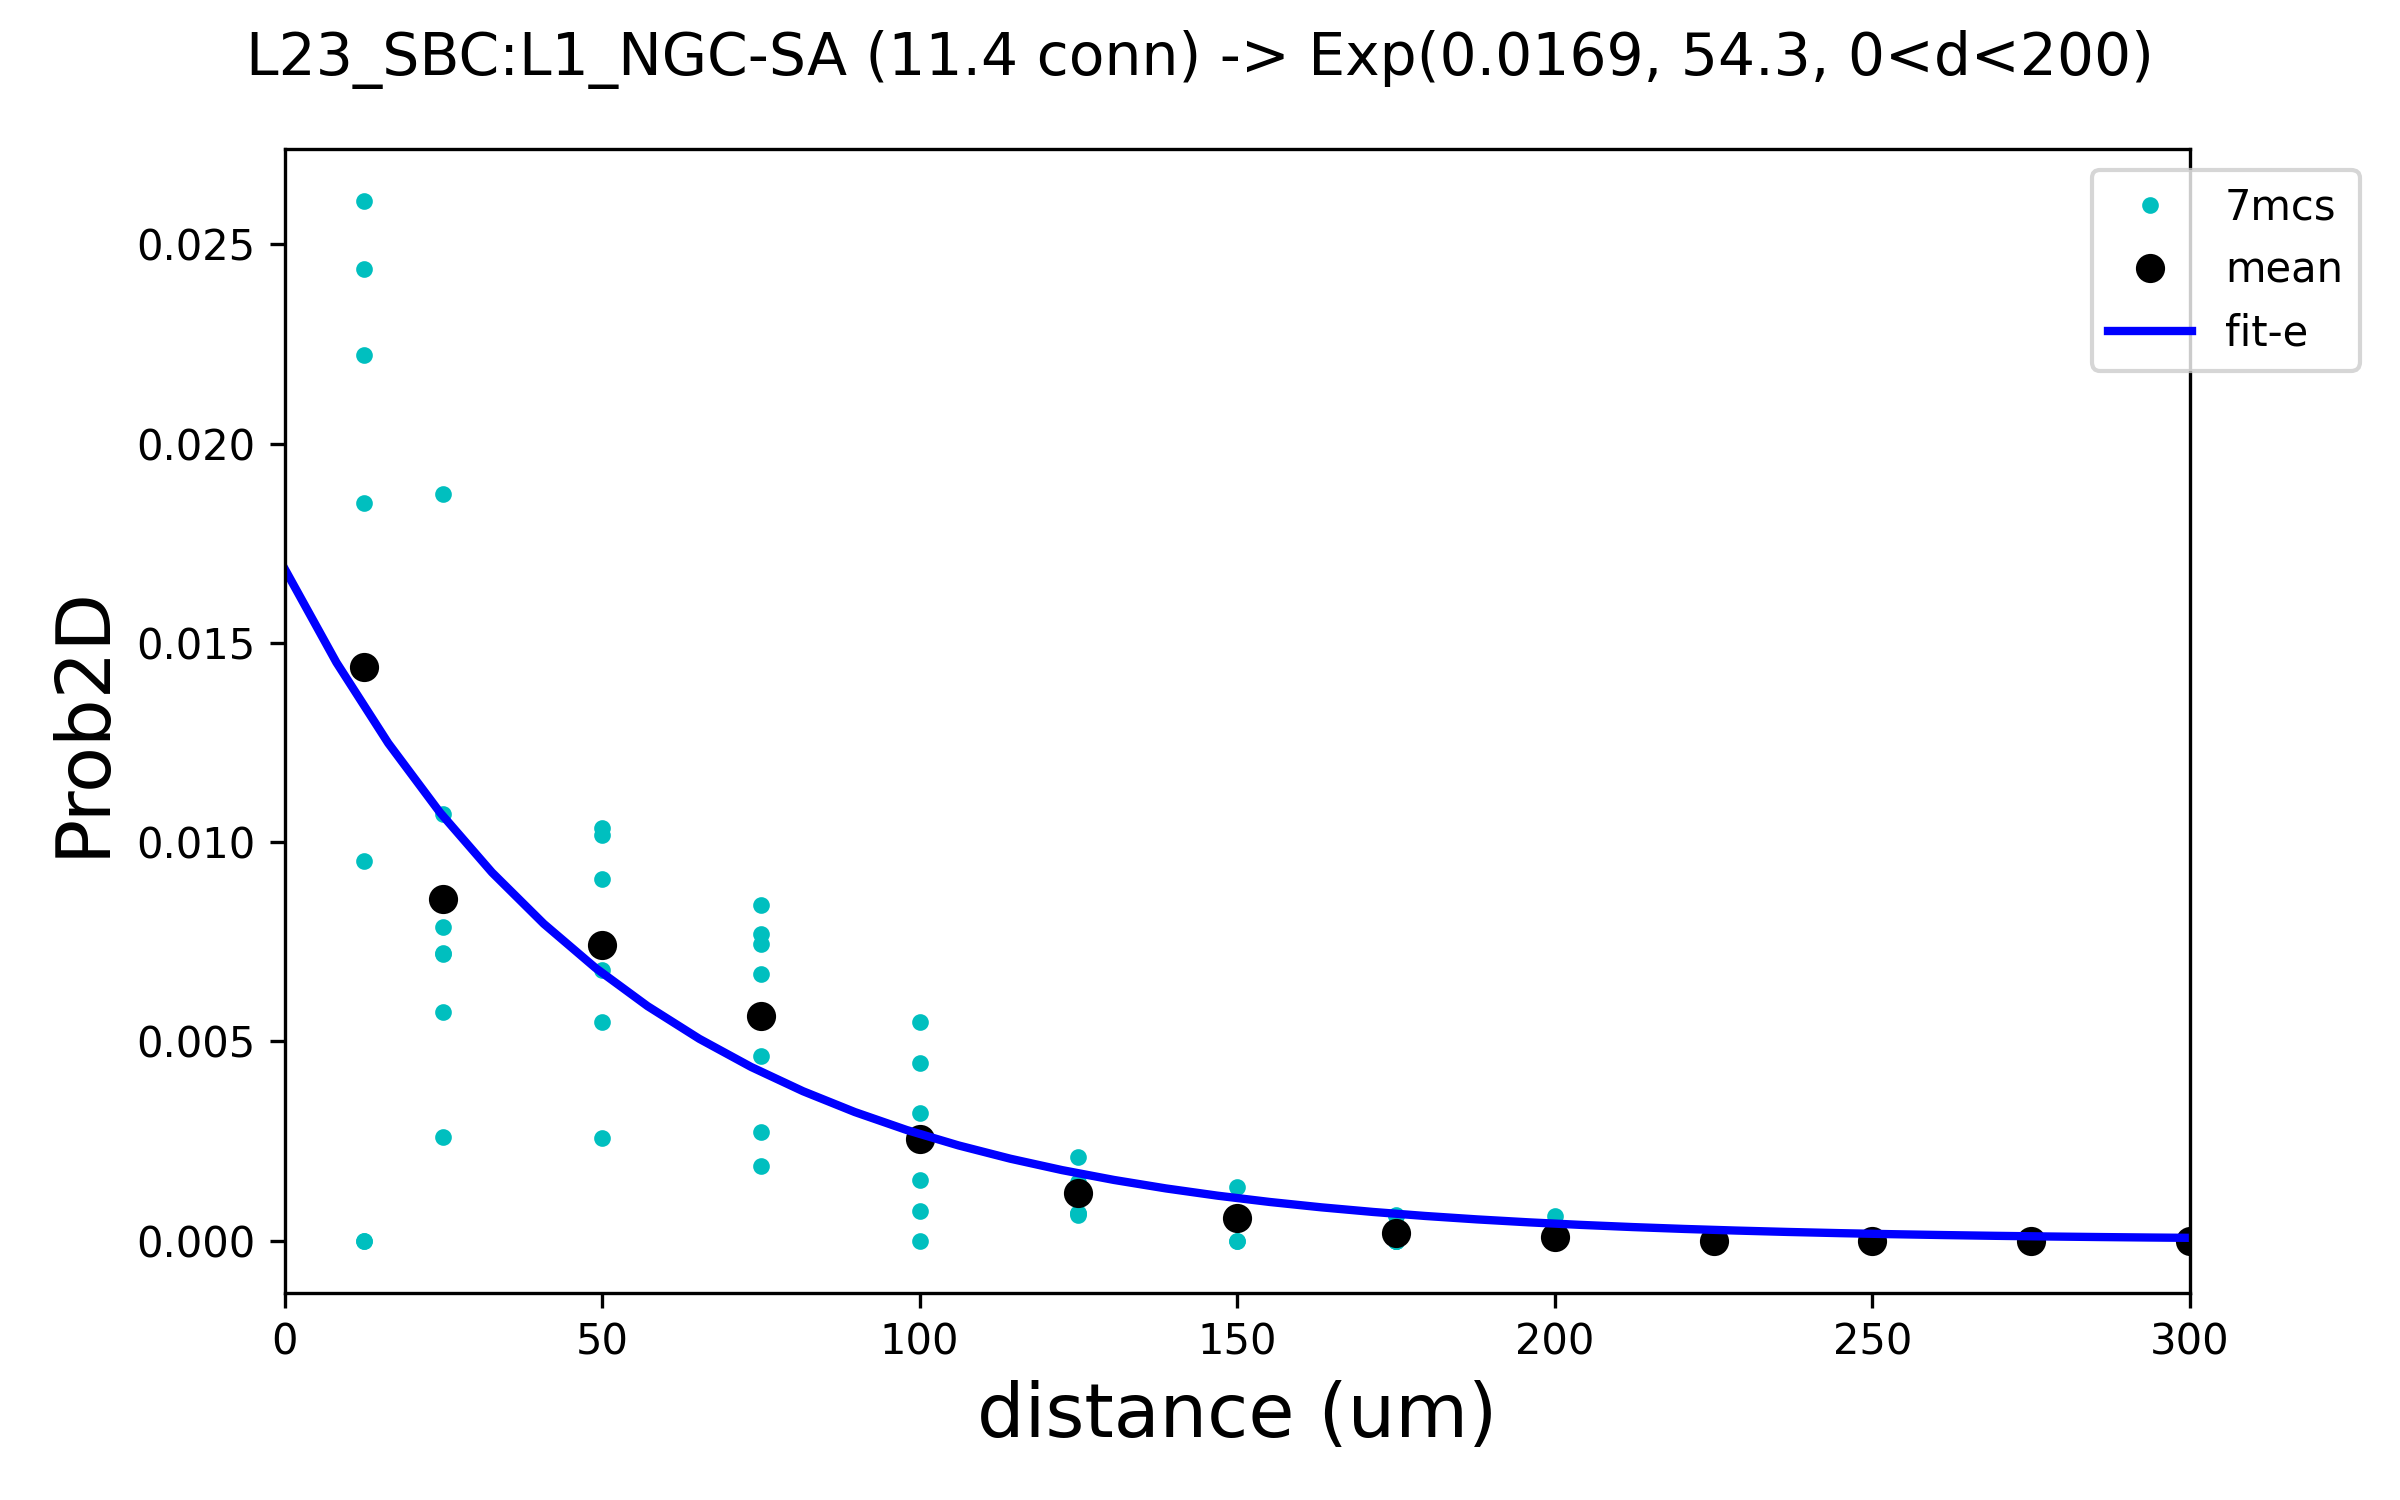 L23_SBC:L1_NGC-SA (11.4 conn) -> Exp(0.0169, 54.3, 0<d<200)
7mcs
mean
fit-e
Prob2D
0.025
0.020
0.015
0.010
0.005
0.000
0 50 100 150 200 250 300
distance (um)